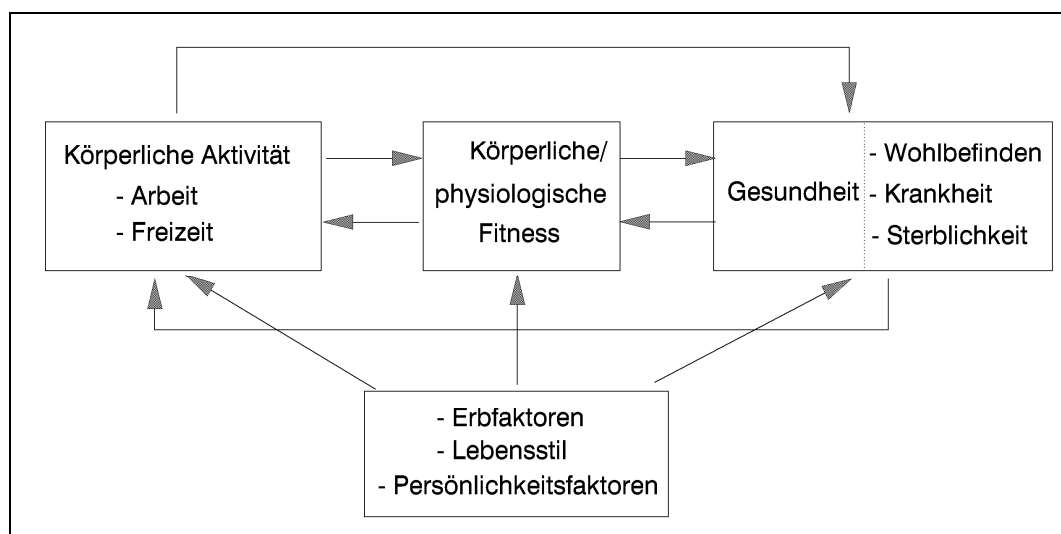 Körperliche Aktivität
- Arbeit
- Freizeit
Körperliche/
physiologische
Fitness
Gesundheit
- Wohlbefinden
- Krankheit
- Sterblichkeit
- Erbfaktoren
- Lebensstil
- Persönlichkeitsfaktoren